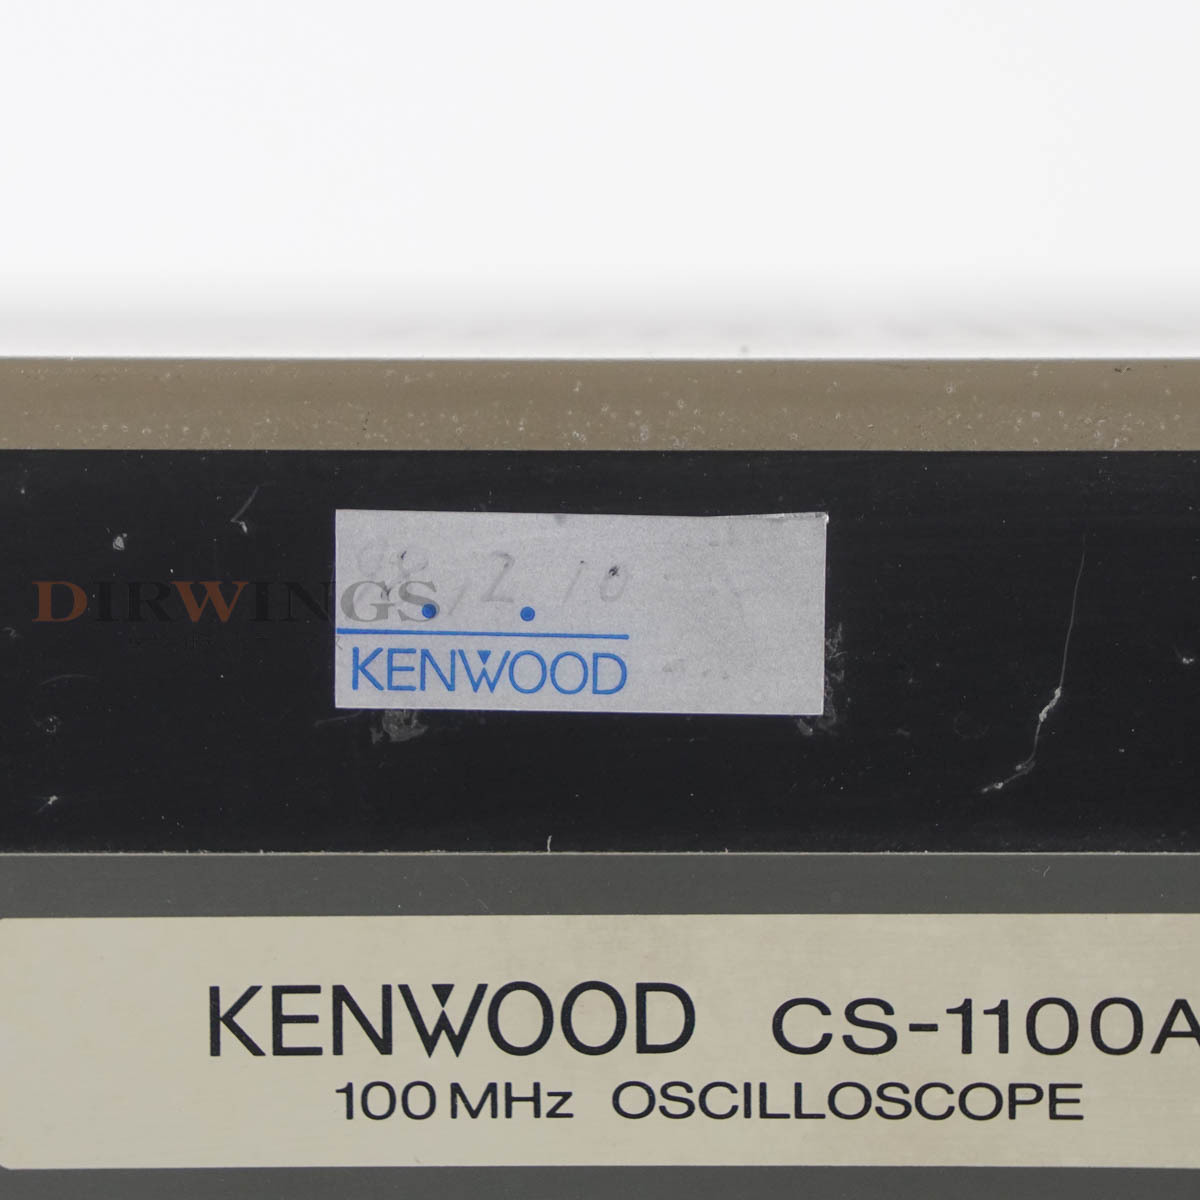 DIRWINGS
KENWOOD
KENWOOD CS-1100A
100 MHz OSCILLOSCOPE